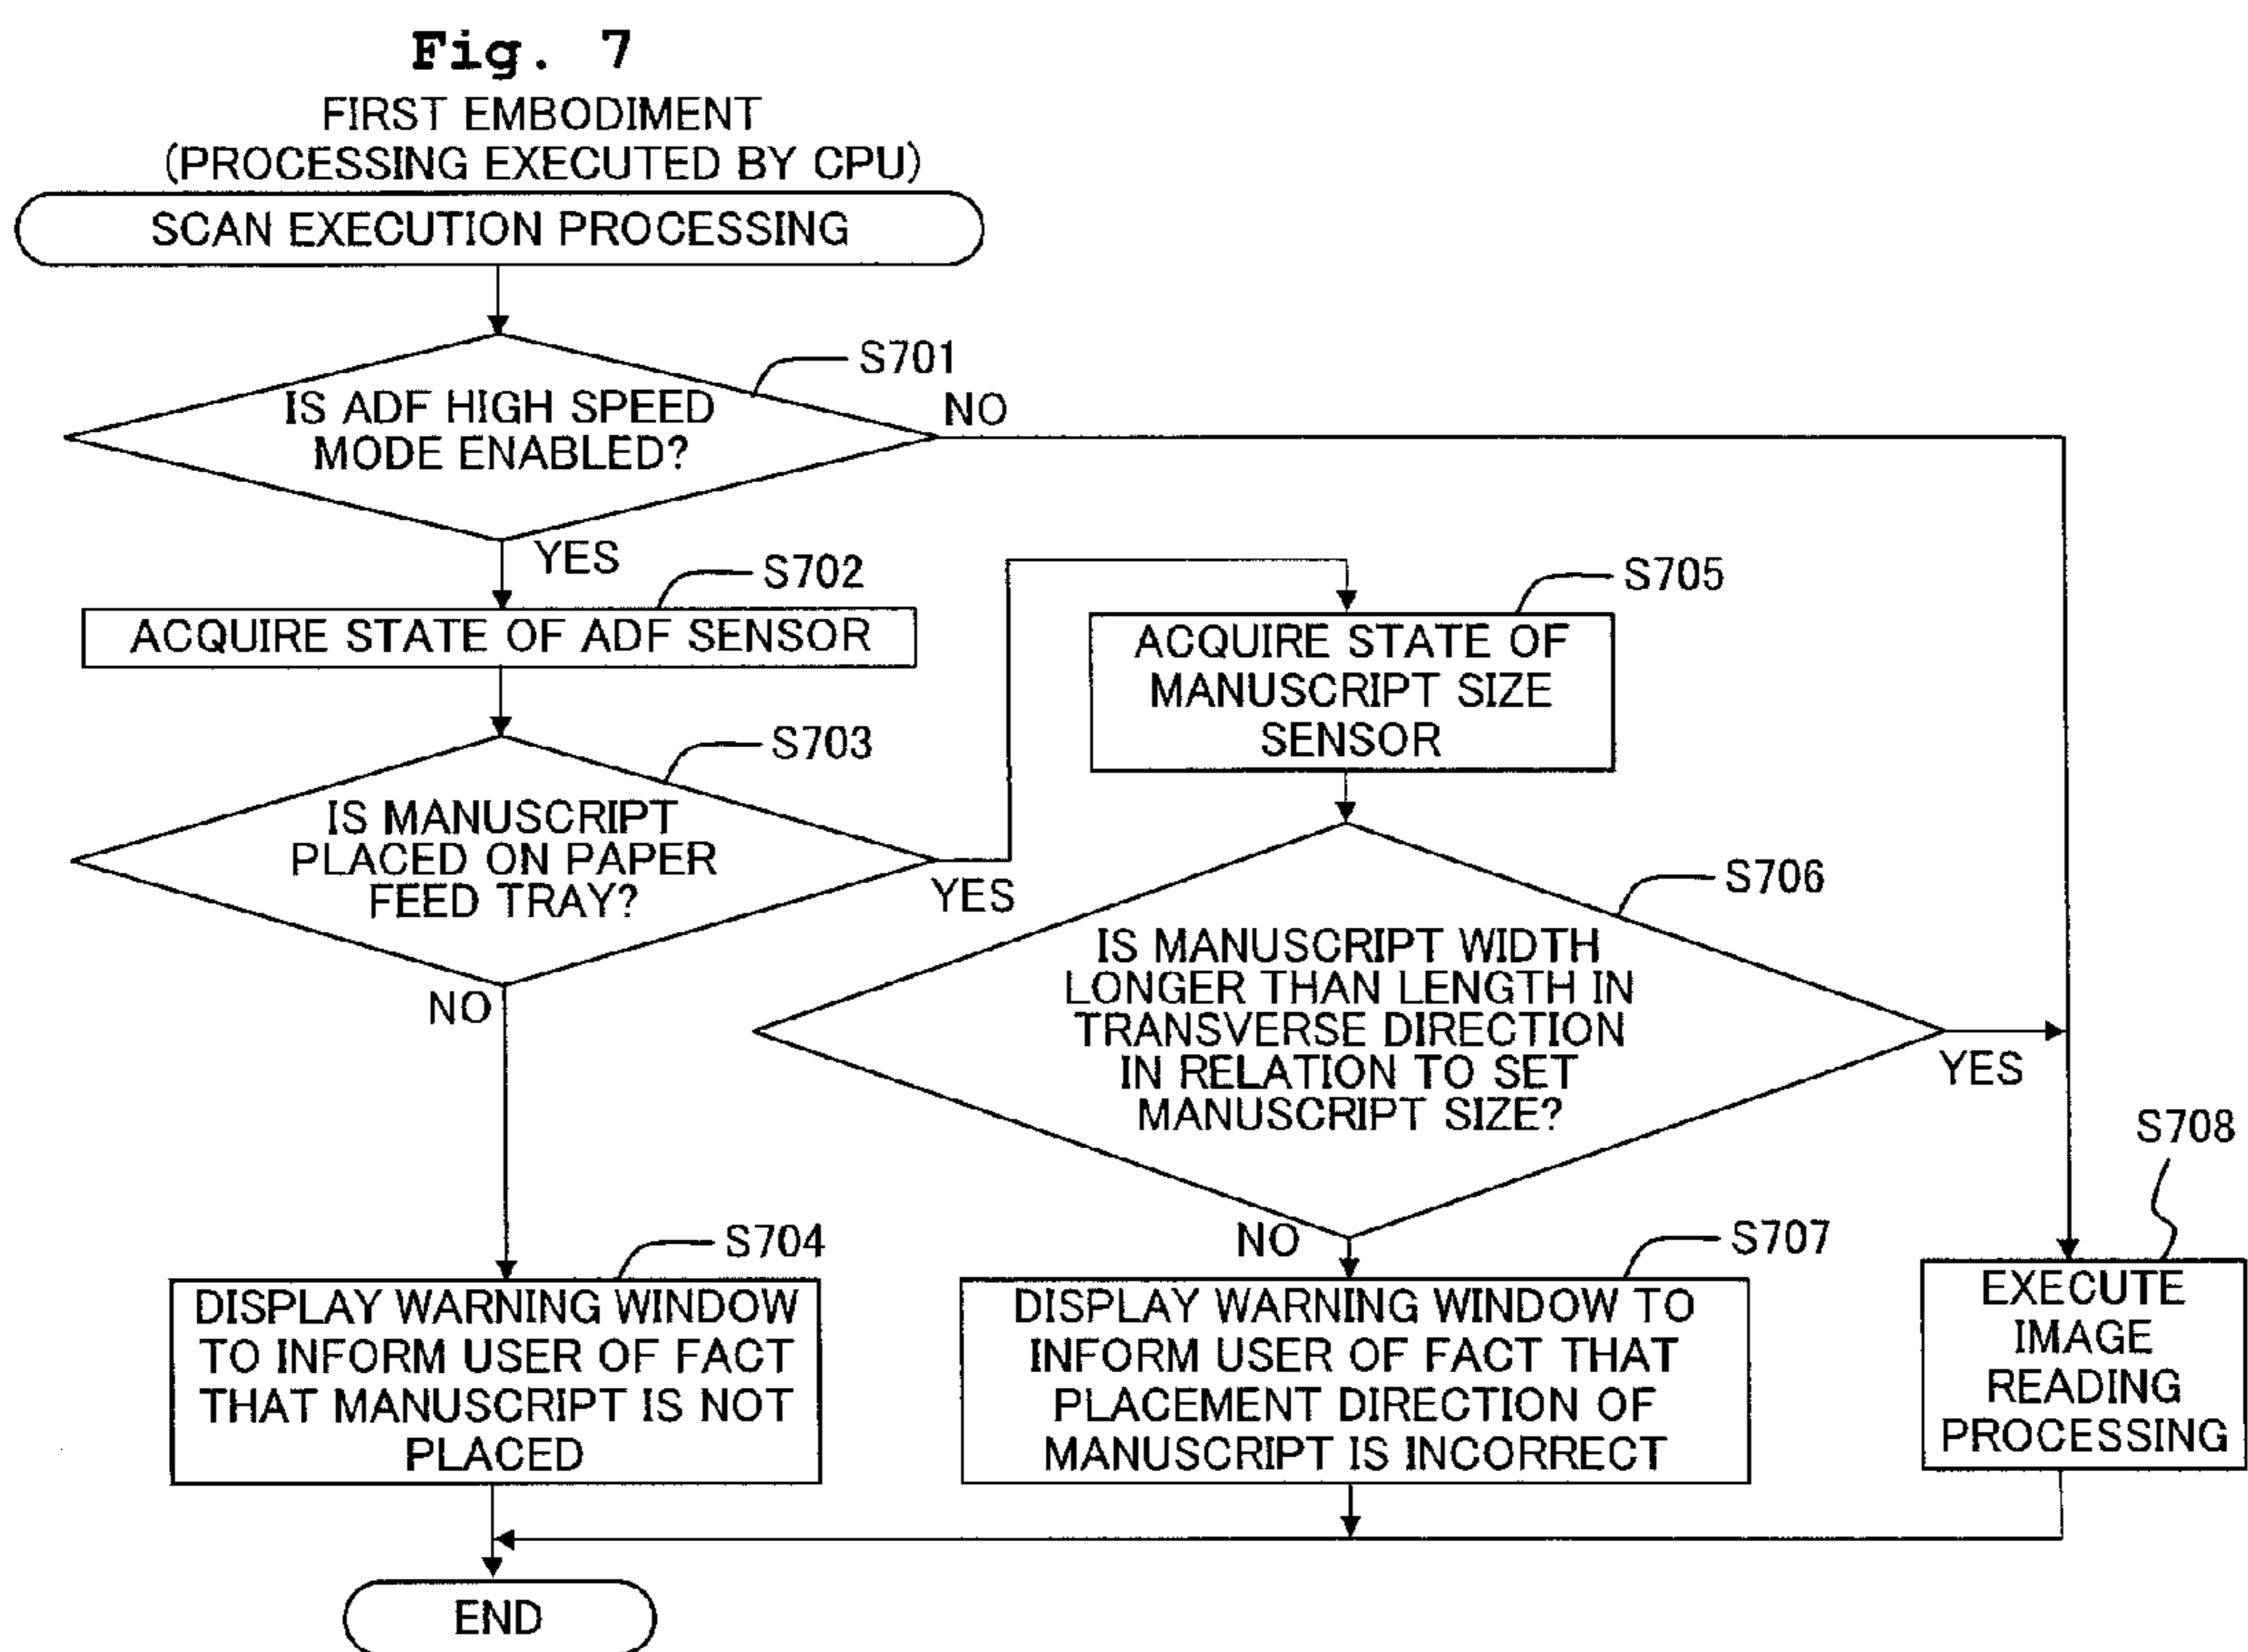 Fig. 7
FIRST EMBODIMENT
(PROCESSING EXECUTED BY CPU)
SCAN EXECUTION PROCESSING
S701
IS ADF HIGH SPEED
MODE ENABLED?
NO
YES
S702
ACQUIRE STATE OF ADF SENSOR
S703
IS MANUSCRIPT
PLACED ON PAPER
FEED TRAY?
YES
NO
S704
DISPLAY WARNING WINDOW
TO INFORM USER OF FACT
THAT MANUSCRIPT IS NOT
PLACED
S705
ACQUIRE STATE OF
MANUSCRIPT SIZE
SENSOR
S706
IS MANUSCRIPT WIDTH
LONGER THAN LENGTH IN
TRANSVERSE DIRECTION
IN RELATION TO SET
MANUSCRIPT SIZE?
YES
NO
S707
DISPLAY WARNING WINDOW TO
INFORM USER OF FACT THAT
PLACEMENT DIRECTION OF
MANUSCRIPT IS INCORRECT
S708
EXECUTE
IMAGE
READING
PROCESSING
END